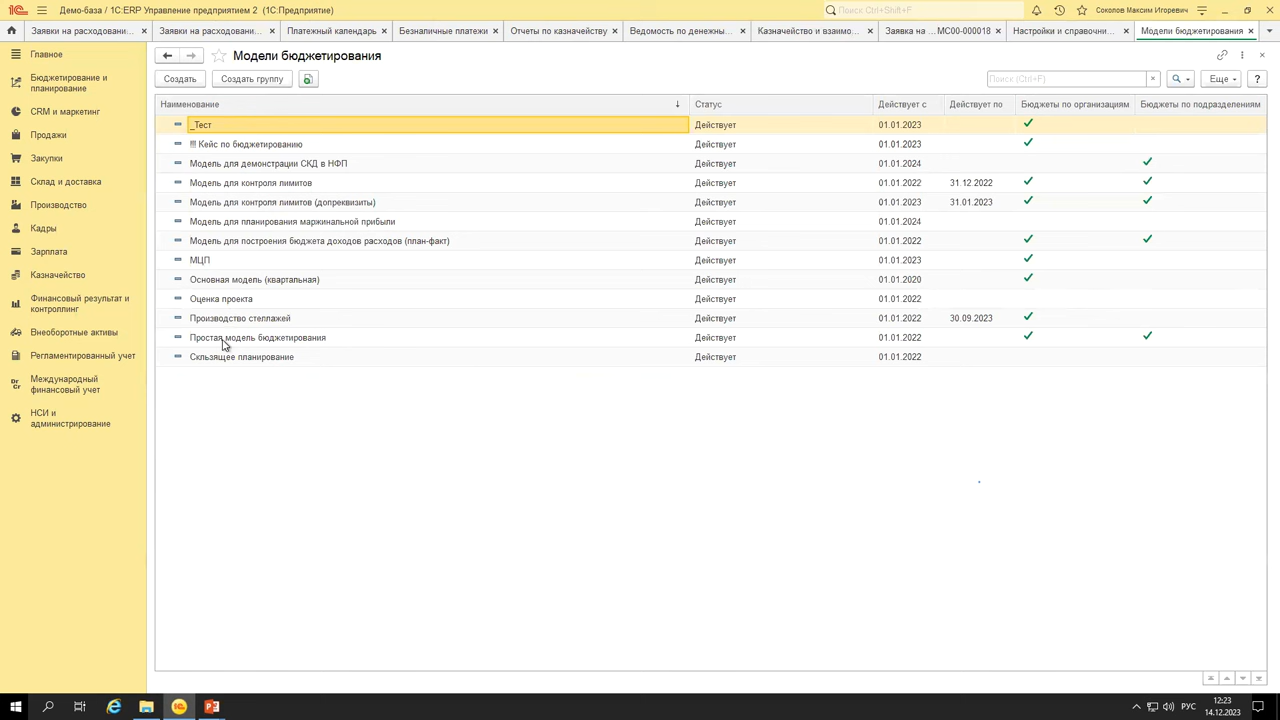 Демо-база / 1С:ERP Управление предприятием 2 (1С:Предприятие)
Поиск Ctrl+Shift+F
Соколов Максим Игоревич
Заявки на расходовани...
Заявки на расходовани...
Платежный календарь
Безналичные платежи
Отчеты по казначейству
Ведомость по денежны...
Казначейство и взаимо...
Заявка на ... МС00-000018
Настройки и справочни...
Модели бюджетирования
Главное
Бюджетирование и
планирование
CRM и маркетинг
Продажи
Закупки
Склад и доставка
Производство
Кадры
Зарплата
Казначейство
Финансовый результат и
контроллинг
Внеоборотные активы
Регламентированный учет
Международный
финансовый учет
НСИ и
администрирование
Модели бюджетирования
Создать
Создать группу
Поиск (Ctrl+F)
Еще
?
Наименование ↓ Статус Действует с Действует по Бюджеты по организациям Бюджеты по подразделениям
_Тест Действует 01.01.2023
!!! Кейс по бюджетированию Действует 01.01.2023
Модель для демонстрации СКД в НФП Действует 01.01.2024
Модель для контроля лимитов Действует 01.01.2022 31.12.2022
Модель для контроля лимитов (допреквизиты) Действует 01.01.2023 31.01.2023
Модель для планирования маржинальной прибыли Действует 01.01.2024
Модель для построения бюджета доходов расходов (план-факт) Действует 01.01.2022
МЦП Действует 01.01.2023
Основная модель (квартальная) Действует 01.01.2020
Оценка проекта Действует 01.01.2022
Производство стеллажей Действует 01.01.2022 30.09.2023
Простая модель бюджетирования Действует 01.01.2022
Скользящее планирование Действует 01.01.2022
РУС
12:23
14.12.2023